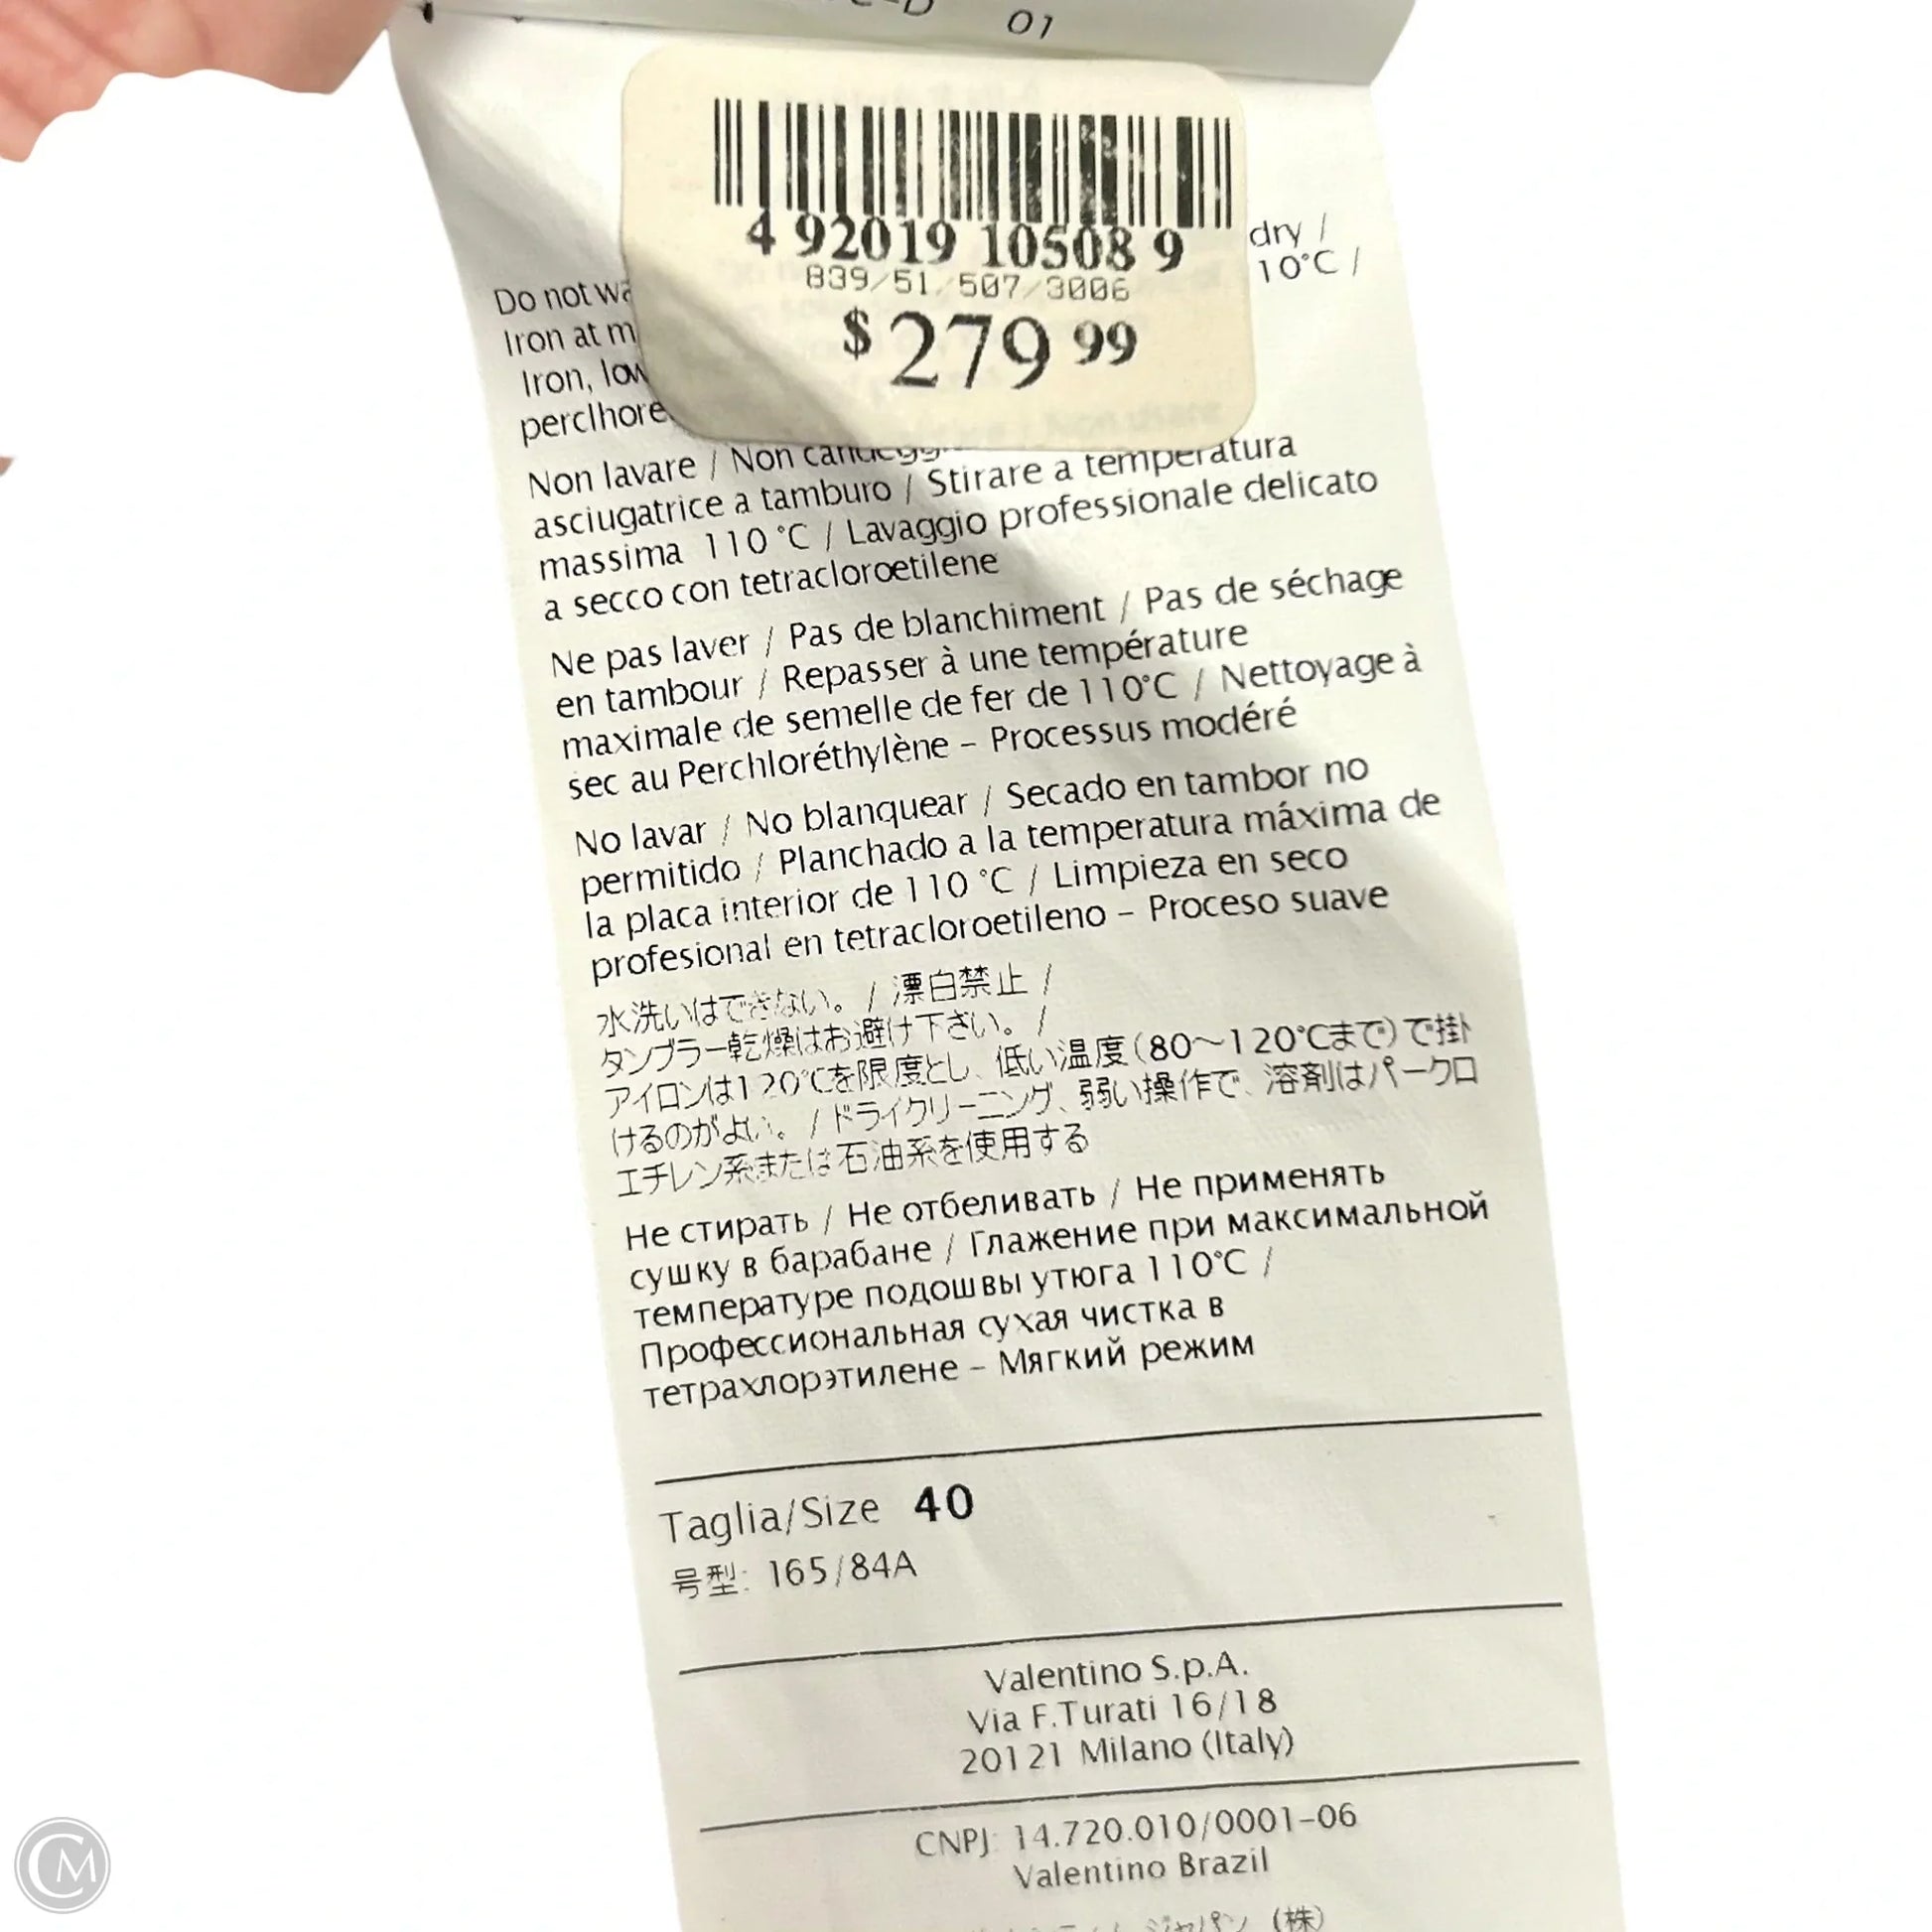 01
4 92019 10508 9
839/51/507/3006
$279 99
dry /
Do not
10°C /
Iron at
Iron,
Non lavare / Non
asciugatrice a tamburo / Stirare a temperatura
massima 110 °C / Lavaggio professionale delicato
a secco con tetracloroetilene
Ne pas laver / Pas de blanchiment / Pas de séchage
en tambour / Repasser à une température
maximale de semelle de fer de 110°C / Nettoyage à
sec au Perchloréthylène – Processus modéré
No lavar / No blanquear / Secado en tambor no
permitido / Planchado a la temperatura máxima de
la placa interior de 110 °C / Limpieza en seco
profesional en tetracloroetileno – Proceso suave
水洗いはできない。 / 漂白禁止 /
タンブラー乾燥はお避け下さい。 /
アイロンは120℃を限度とし、低い温度(80〜120℃まで)で掛
けるのがよい。 / ドライクリーニング、弱い操作で、溶剤はパークロ
エチレン系または石油系を使用する
Не стирать / Не отбеливать / Не применять
сушку в барабане / Глажение при максимальной
температуре подошвы утюга 110°C /
Профессиональная сухая чистка в
тетрахлорэтилене – Мягкий режим
Taglia/Size 40
号型: 165/84A
Valentino S.p.A.
Via F.Turati 16/18
20121 Milano (Italy)
CNPJ: 14.720.010/0001-06
Valentino Brazil
ジャパン (株)
CM